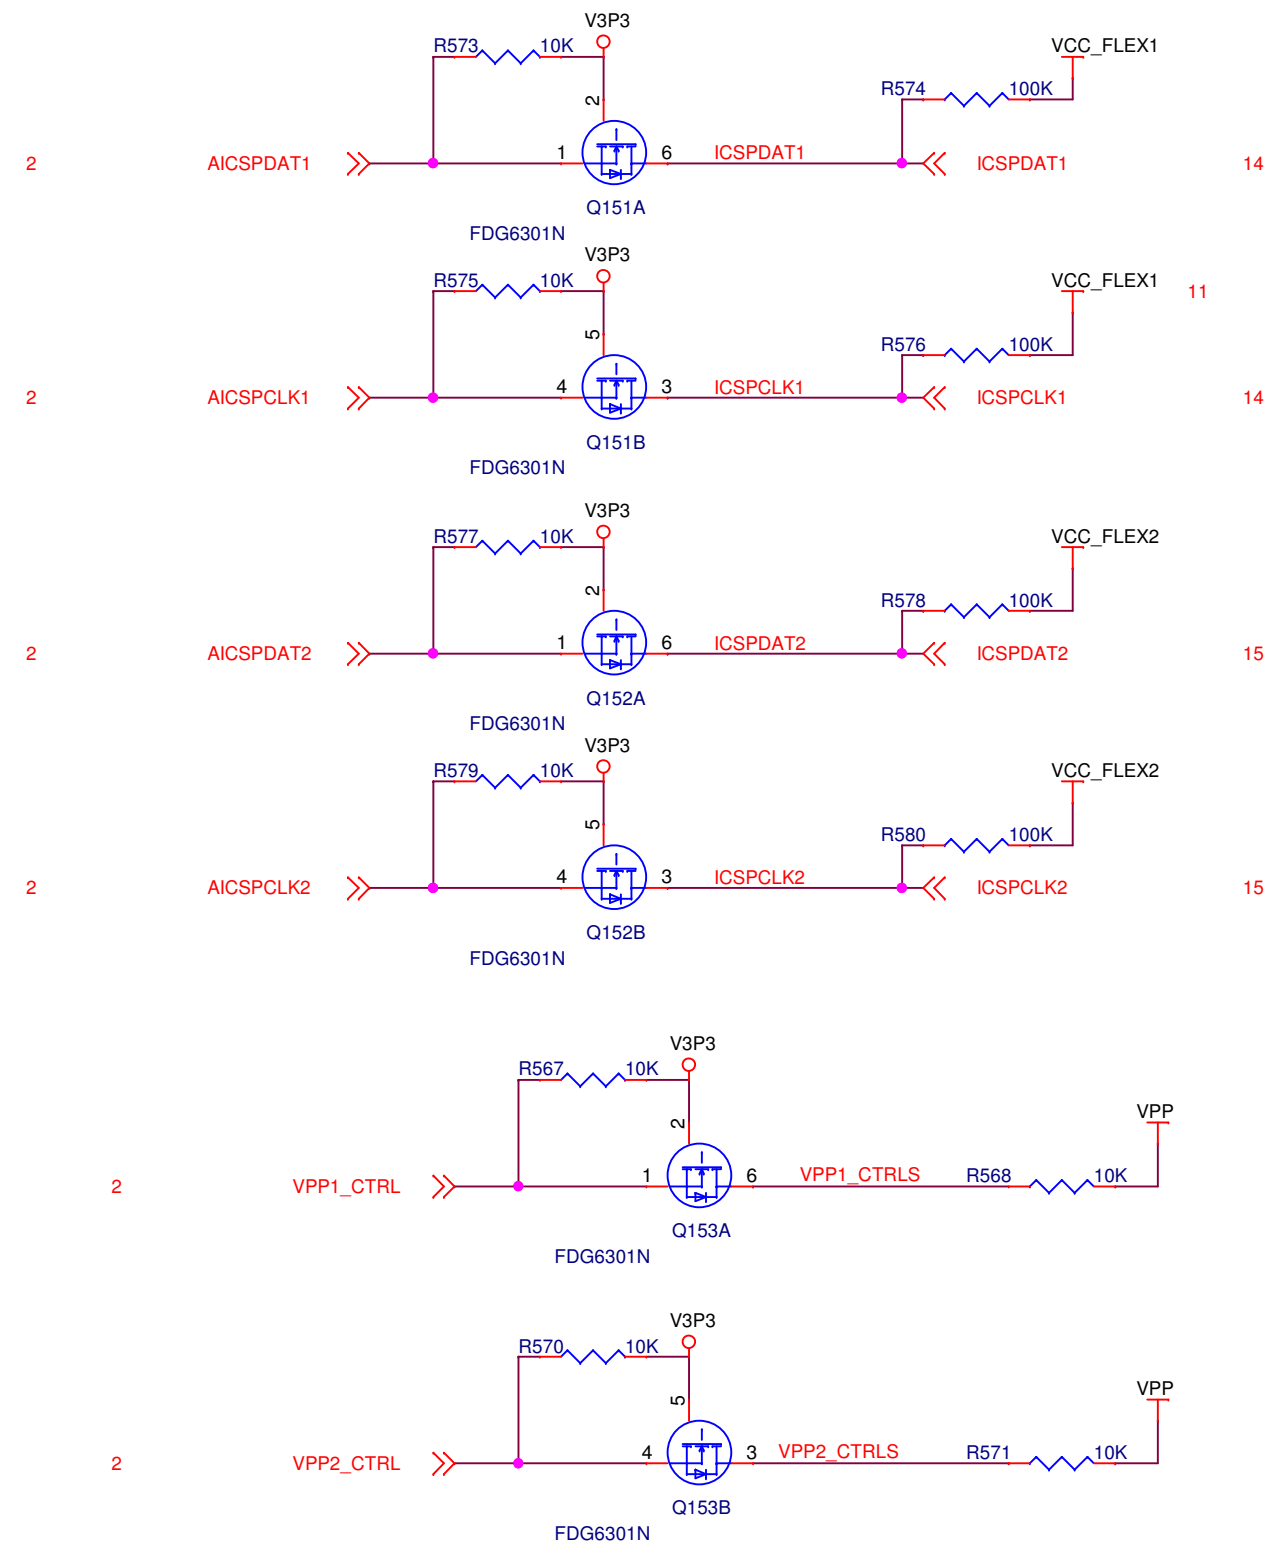 V3P3
R573 10K VCC_FLEX1
2 R574 100K
2 AICSPDAT1 1 6 ICSPDAT1 ICSPDAT1 14
Q151A
FDG6301N
V3P3
R575 10K VCC_FLEX1 11
5 R576 100K
2 AICSPCLK1 4 3 ICSPCLK1 ICSPCLK1 14
Q151B
FDG6301N
V3P3
R577 10K VCC_FLEX2
2 R578 100K
2 AICSPDAT2 1 6 ICSPDAT2 ICSPDAT2 15
Q152A
FDG6301N
V3P3
R579 10K VCC_FLEX2
5 R580 100K
2 AICSPCLK2 4 3 ICSPCLK2 ICSPCLK2 15
Q152B
FDG6301N
V3P3
R567 10K
2 VPP
2 VPP1_CTRL 1 6 VPP1_CTRLS R568 10K
Q153A
FDG6301N
V3P3
R570 10K
5 VPP
2 VPP2_CTRL 4 3 VPP2_CTRLS R571 10K
Q153B
FDG6301N